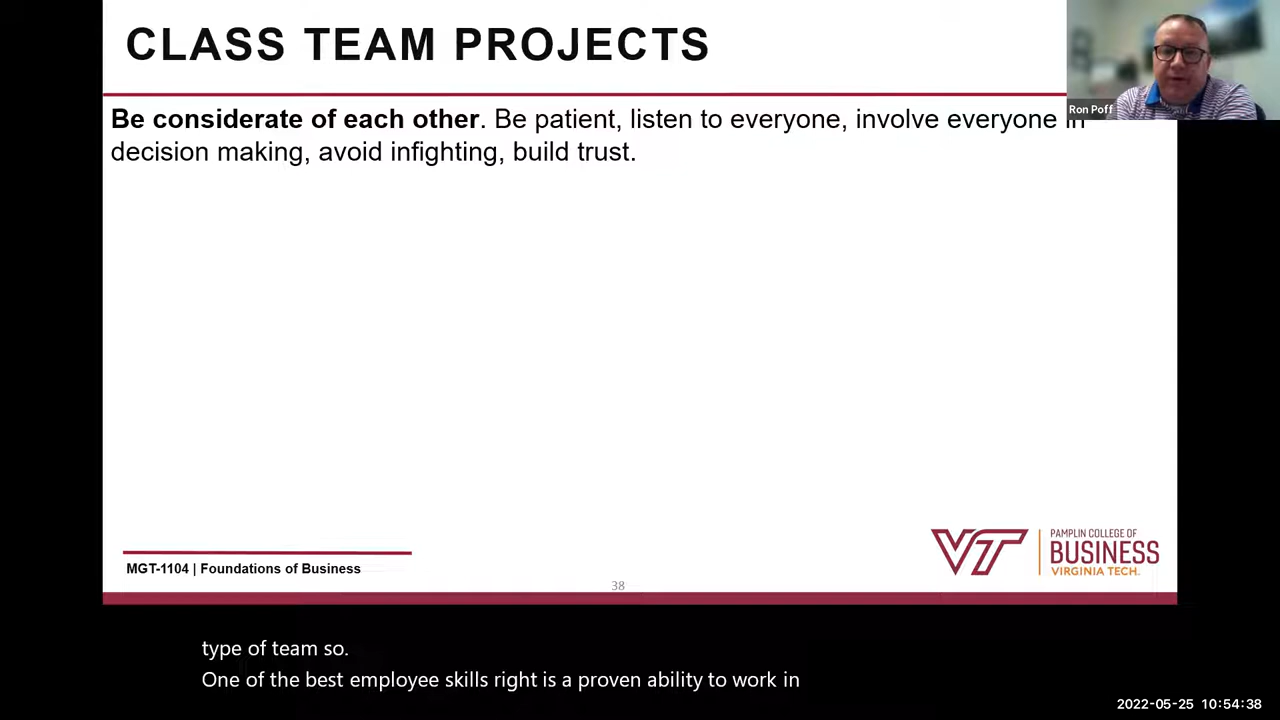 CLASS TEAM PROJECTS
Ron Poff
Be considerate of each other. Be patient, listen to everyone, involve everyone in
decision making, avoid infighting, build trust.
VT
PAMPLIN COLLEGE OF
BUSINESS
VIRGINIA TECH.
MGT-1104 | Foundations of Business
38
type of team so.
One of the best employee skills right is a proven ability to work in
2022-05-25 10:54:38